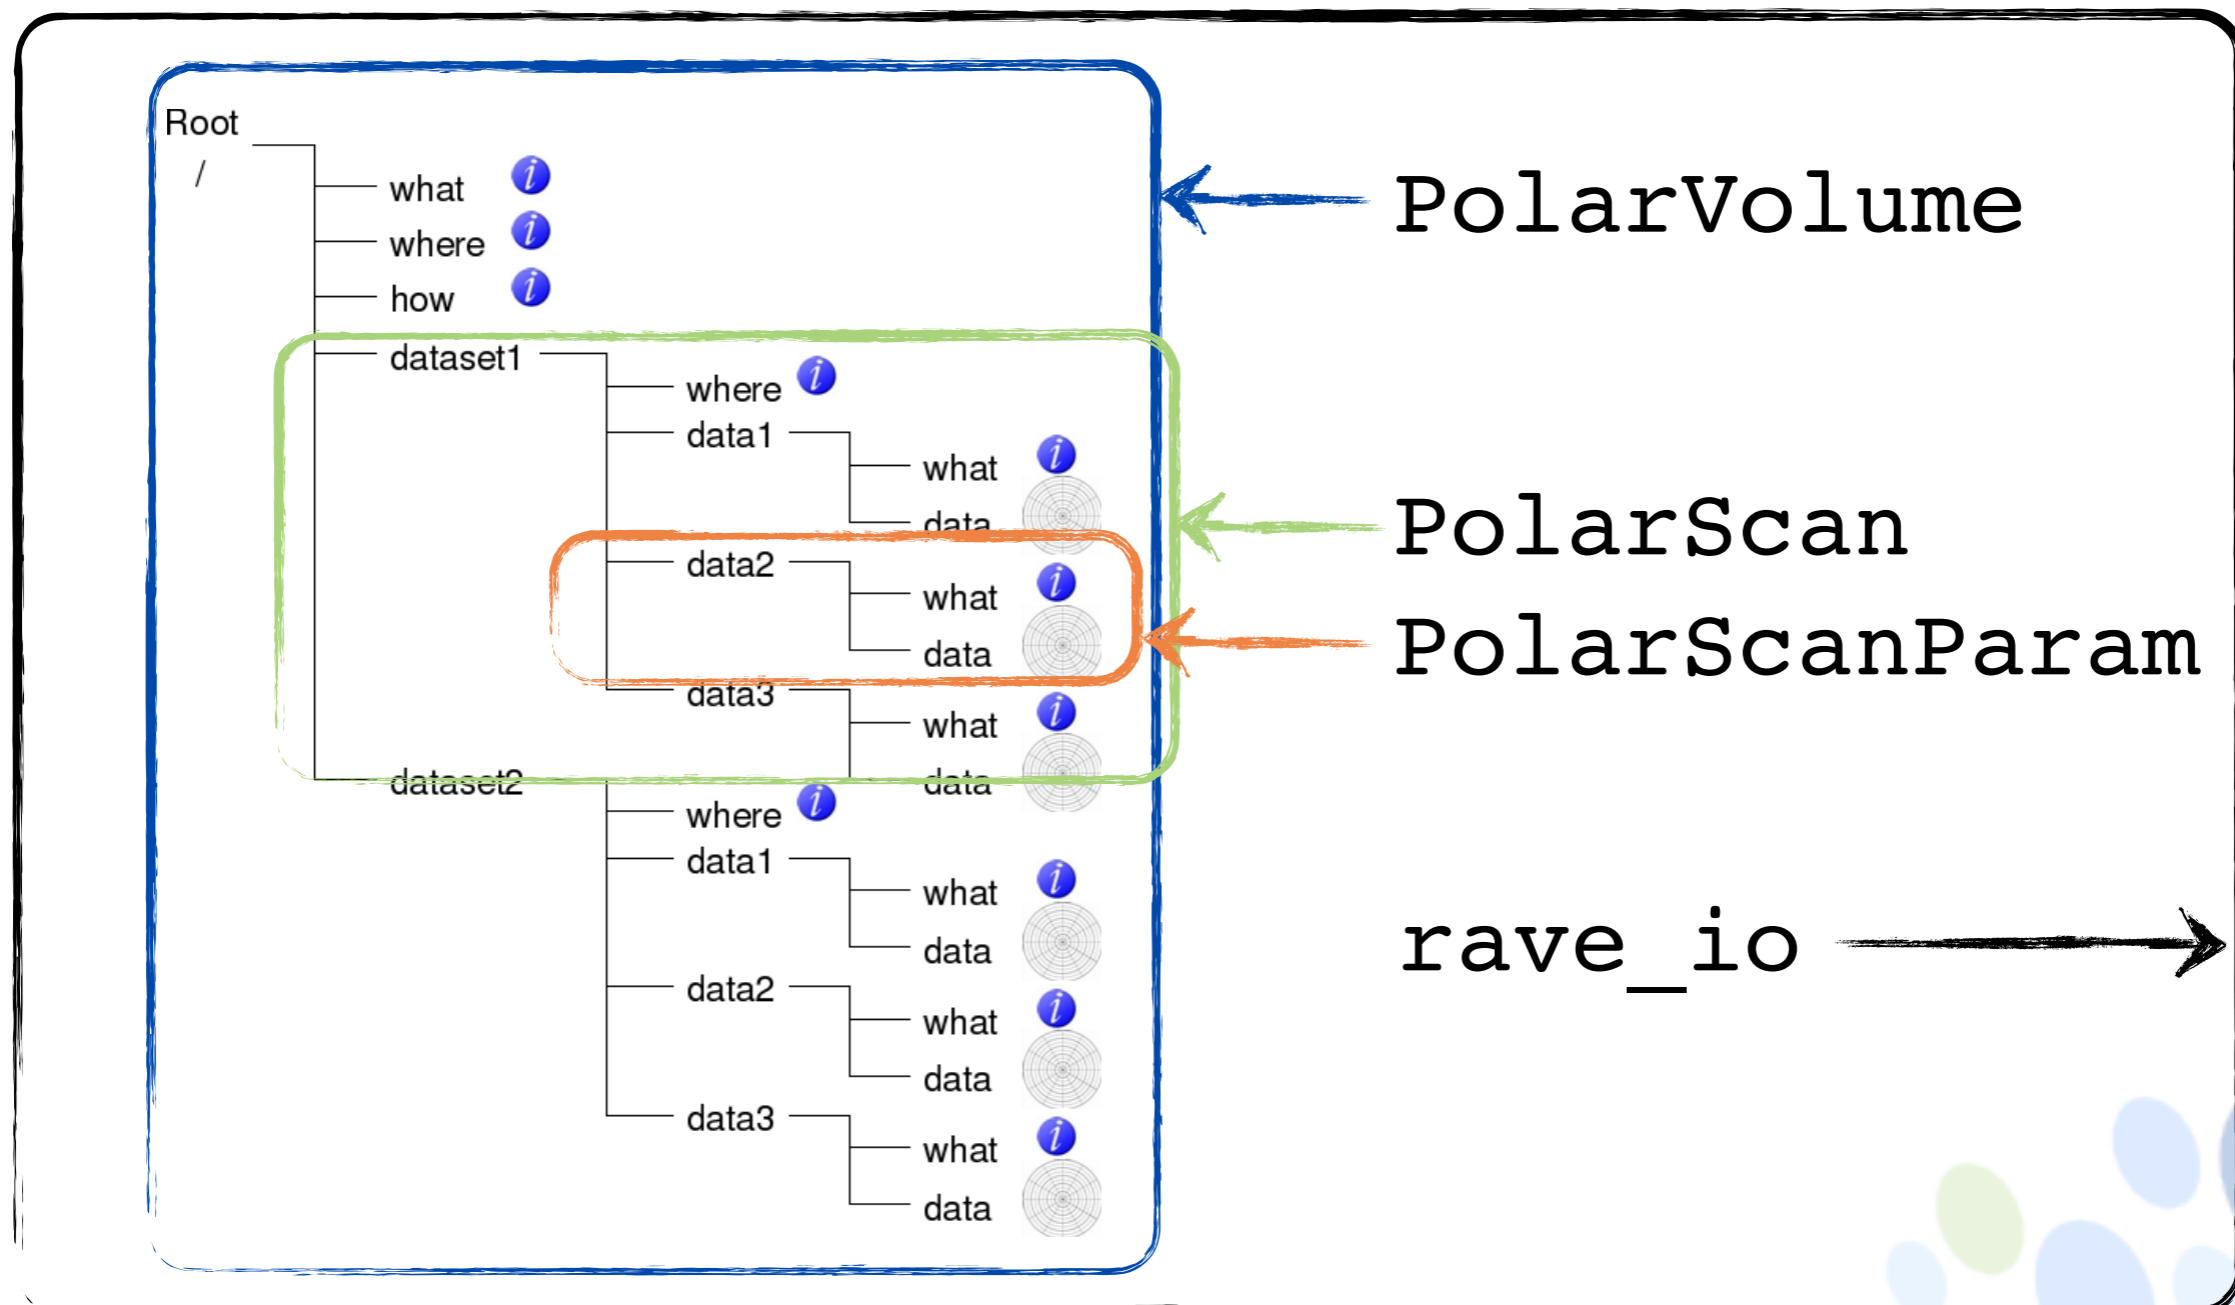 Root
/
what
where
how
dataset1
where
data1
what
data
data2
what
data
data3
what
data
dataset2
where
data1
what
data
data2
what
data
data3
what
data
PolarVolume
PolarScan
PolarScanParam
rave_io